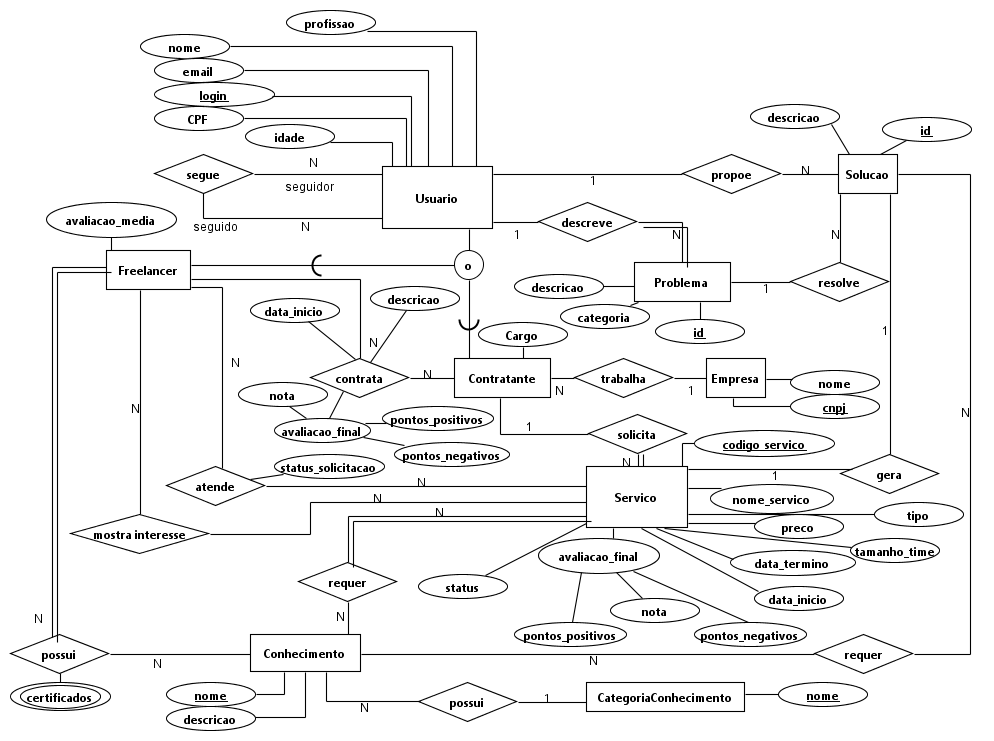 profissao
nome
email
login
CPF
idade
descricao
id
N
segue
seguidor
1
propoe
N
Solucao
Usuario
seguido
N
1
descreve
N
N
avaliacao_media
Freelancer
o
Problema
descricao
1
resolve
categoria
id
data_inicio
descricao
Cargo
1
N
N
contrata
N
Contratante
N
trabalha
1
Empresa
nome
cnpj
nota
avaliacao_final
pontos_positivos
pontos_negativos
N
1
solicita
N
codigo_servico
N
status_solicitacao
atende
N
1
gera
Servico
nome_servico
N
N
tipo
preco
mostra interesse
tamanho_time
avaliacao_final
data_termino
requer
status
data_inicio
nota
N
N
pontos_positivos
pontos_negativos
possui
N
Conhecimento
N
requer
certificados
nome
descricao
N
possui
1
CategoriaConhecimento
nome